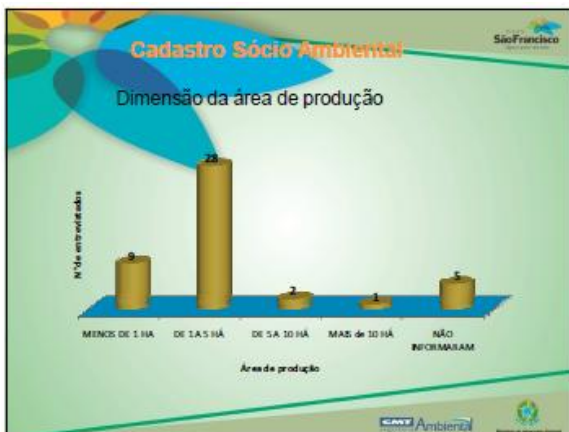 Cadastro Sócio Ambiental
São Francisco
Dimensão da área de produção
N° de entrevistados
9
28
2
1
5
MENOS DE 1 HA
DE 1 A 5 HÁ
DE 5 A 10 HÁ
MAIS de 10 HÁ
NÃO INFORMARAM
Área de produção
CMT Ambiental